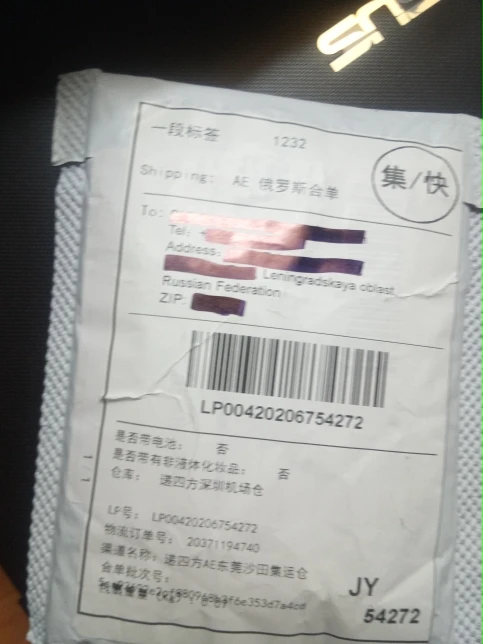 一段标签 1232
Shipping: AE 俄罗斯合单
集/快
To:
Tel:
Address:
Leningradskaya oblast
Russian Federation
ZIP:
LP00420206754272
是否带电池: 否
是否带有非液体化妆品: 否
仓库: 递四方深圳机场仓
LP号: LP00420206754272
物流订单号: 20371194740
渠道名称: 递四方AE东莞沙田集运仓
合单批次号:
JY
54272